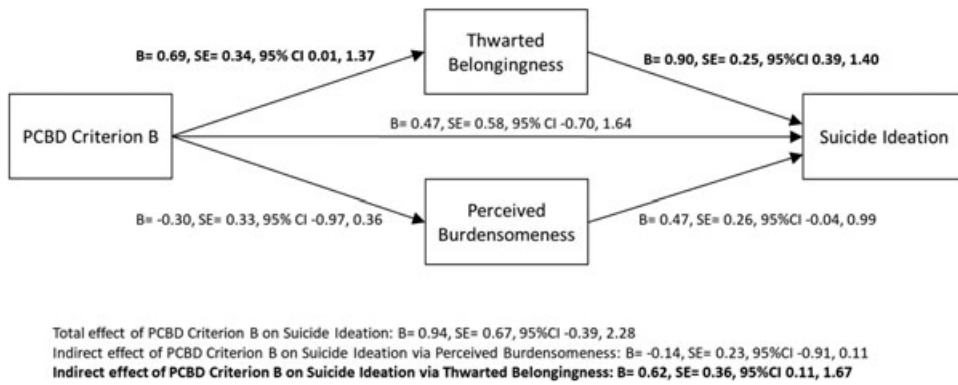 Thwarted
Belongingness
B= 0.69, SE= 0.34, 95% CI 0.01, 1.37
B= 0.90, SE= 0.25, 95%CI 0.39, 1.40
PCBD Criterion B
B= 0.47, SE= 0.58, 95% CI -0.70, 1.64
Suicide Ideation
B= -0.30, SE= 0.33, 95% CI -0.97, 0.36
Perceived
Burdensomeness
B= 0.47, SE= 0.26, 95%CI -0.04, 0.99
Total effect of PCBD Criterion B on Suicide Ideation: B= 0.94, SE= 0.67, 95%CI -0.39, 2.28
Indirect effect of PCBD Criterion B on Suicide Ideation via Perceived Burdensomeness: B= -0.14, SE= 0.23, 95%CI -0.91, 0.11
Indirect effect of PCBD Criterion B on Suicide Ideation via Thwarted Belongingness: B= 0.62, SE= 0.36, 95%CI 0.11, 1.67